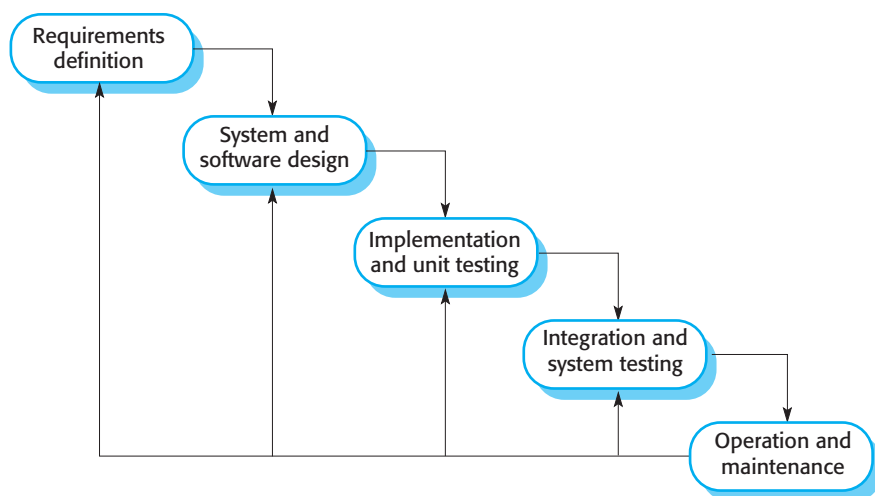 Requirements
definition
System and
software design
Implementation
and unit testing
Integration and
system testing
Operation and
maintenance